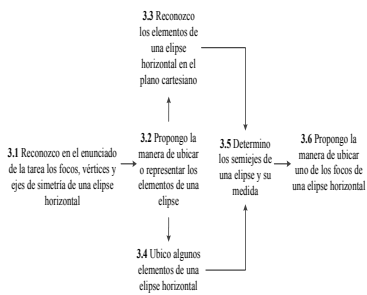 3.3 Reconozco
los elementos de
una elipse
horizontal en el
plano cartesiano
3.1 Reconozco en el enunciado
de la tarea los focos, vértices y
ejes de simetría de una elipse
horizontal
3.2 Propongo la
manera de ubicar
o representar los
elementos de una
elipse
3.5 Determino
los semiejes de
una elipse y su
medida
3.6 Propongo la
manera de ubicar
uno de los focos de
una elipse horizontal
3.4 Ubico algunos
elementos de una
elipse horizontal